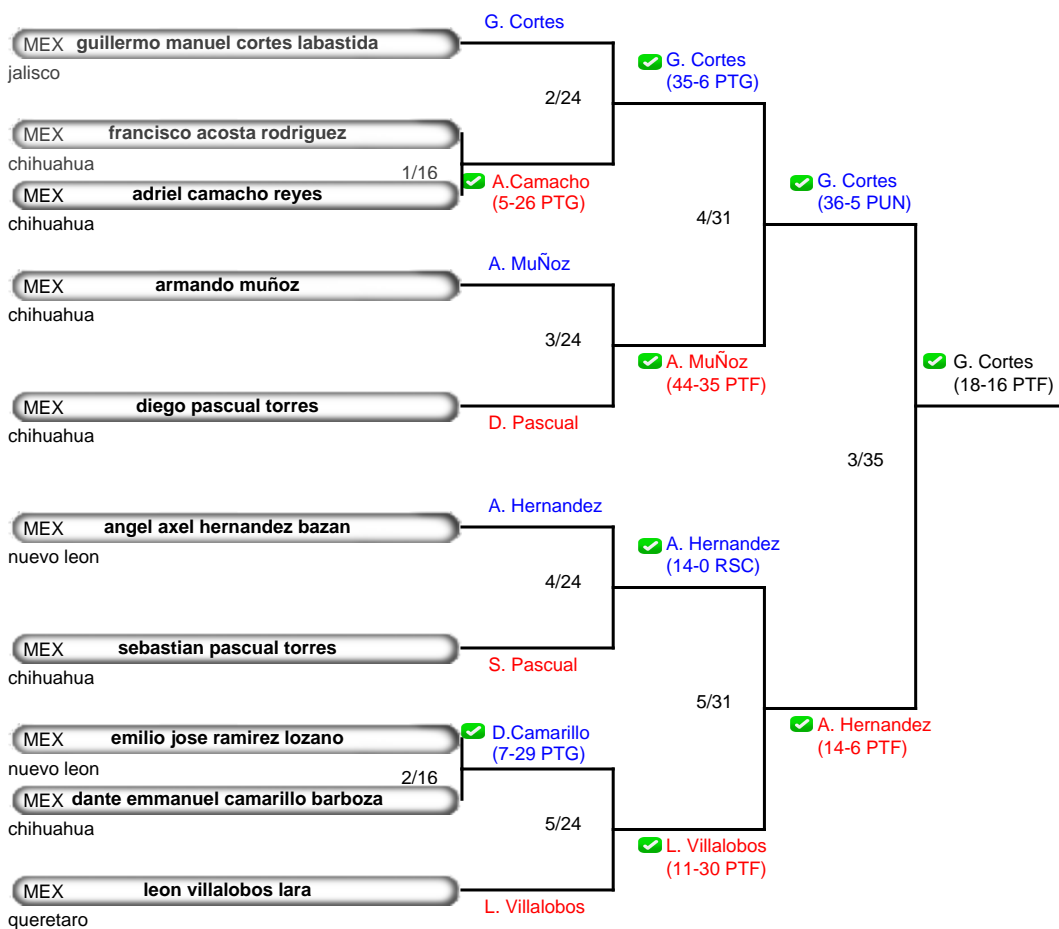 G. Cortes
MEX guillermo manuel cortes labastida
jalisco
G. Cortes
(35-6 PTG)
2/24
MEX francisco acosta rodriguez
chihuahua
1/16
A.Camacho
(5-26 PTG)
MEX adriel camacho reyes
chihuahua
G. Cortes
(36-5 PUN)
4/31
A. MuÑoz
MEX armando muñoz
chihuahua
3/24
A. MuÑoz
(44-35 PTF)
G. Cortes
(18-16 PTF)
MEX diego pascual torres
chihuahua
D. Pascual
3/35
A. Hernandez
MEX angel axel hernandez bazan
nuevo leon
A. Hernandez
(14-0 RSC)
4/24
MEX sebastian pascual torres
chihuahua
S. Pascual
5/31
A. Hernandez
(14-6 PTF)
D.Camarillo
(7-29 PTG)
MEX emilio jose ramirez lozano
nuevo leon
2/16
MEX dante emmanuel camarillo barboza
chihuahua
5/24
L. Villalobos
(11-30 PTF)
MEX leon villalobos lara
queretaro
L. Villalobos